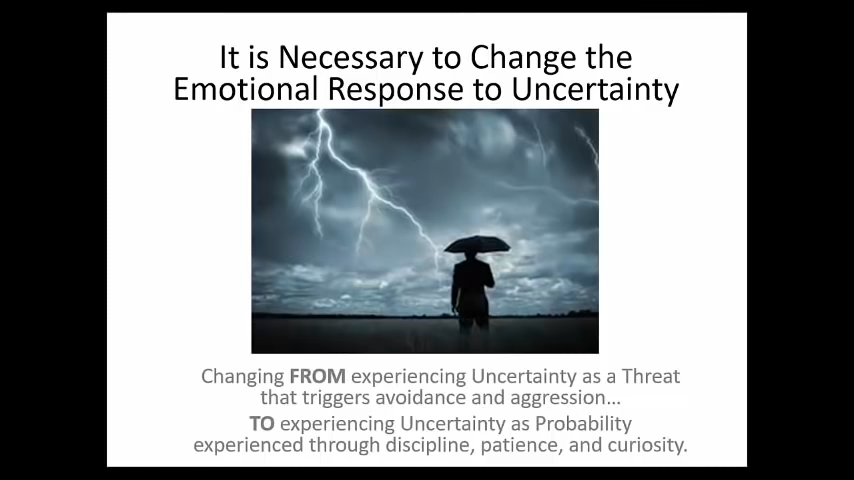 It is Necessary to Change the
Emotional Response to Uncertainty
Changing FROM experiencing Uncertainty as a Threat
that triggers avoidance and aggression...
TO experiencing Uncertainty as Probability
experienced through discipline, patience, and curiosity.